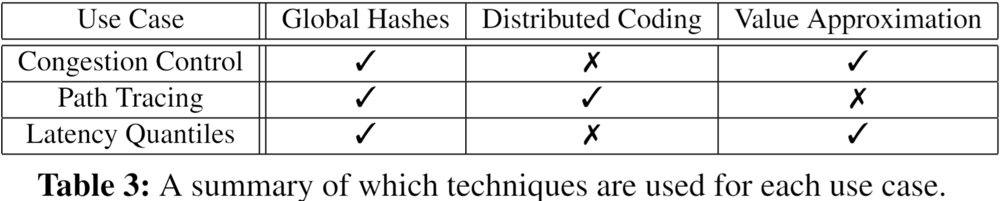 Use Case Global Hashes Distributed Coding Value Approximation
Congestion Control ✓ ✗ ✓
Path Tracing ✓ ✓ ✗
Latency Quantiles ✓ ✗ ✓
Table 3: A summary of which techniques are used for each use case.